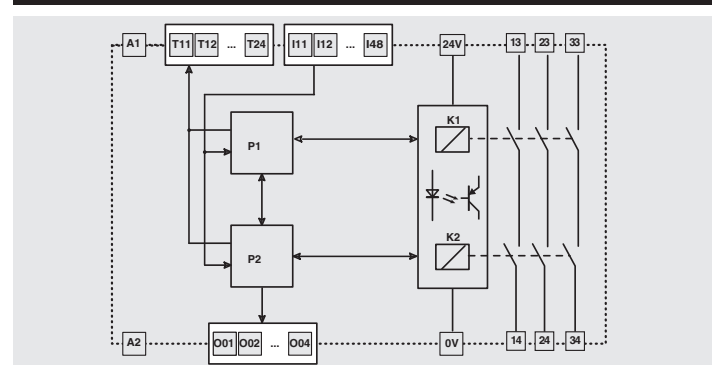 A1 T11 T12 ... T24 I11 I12 ... I48 24V 13 23 33
K1
P1
K2
P2
A2 O01 O02 ... O04 0V 14 24 34